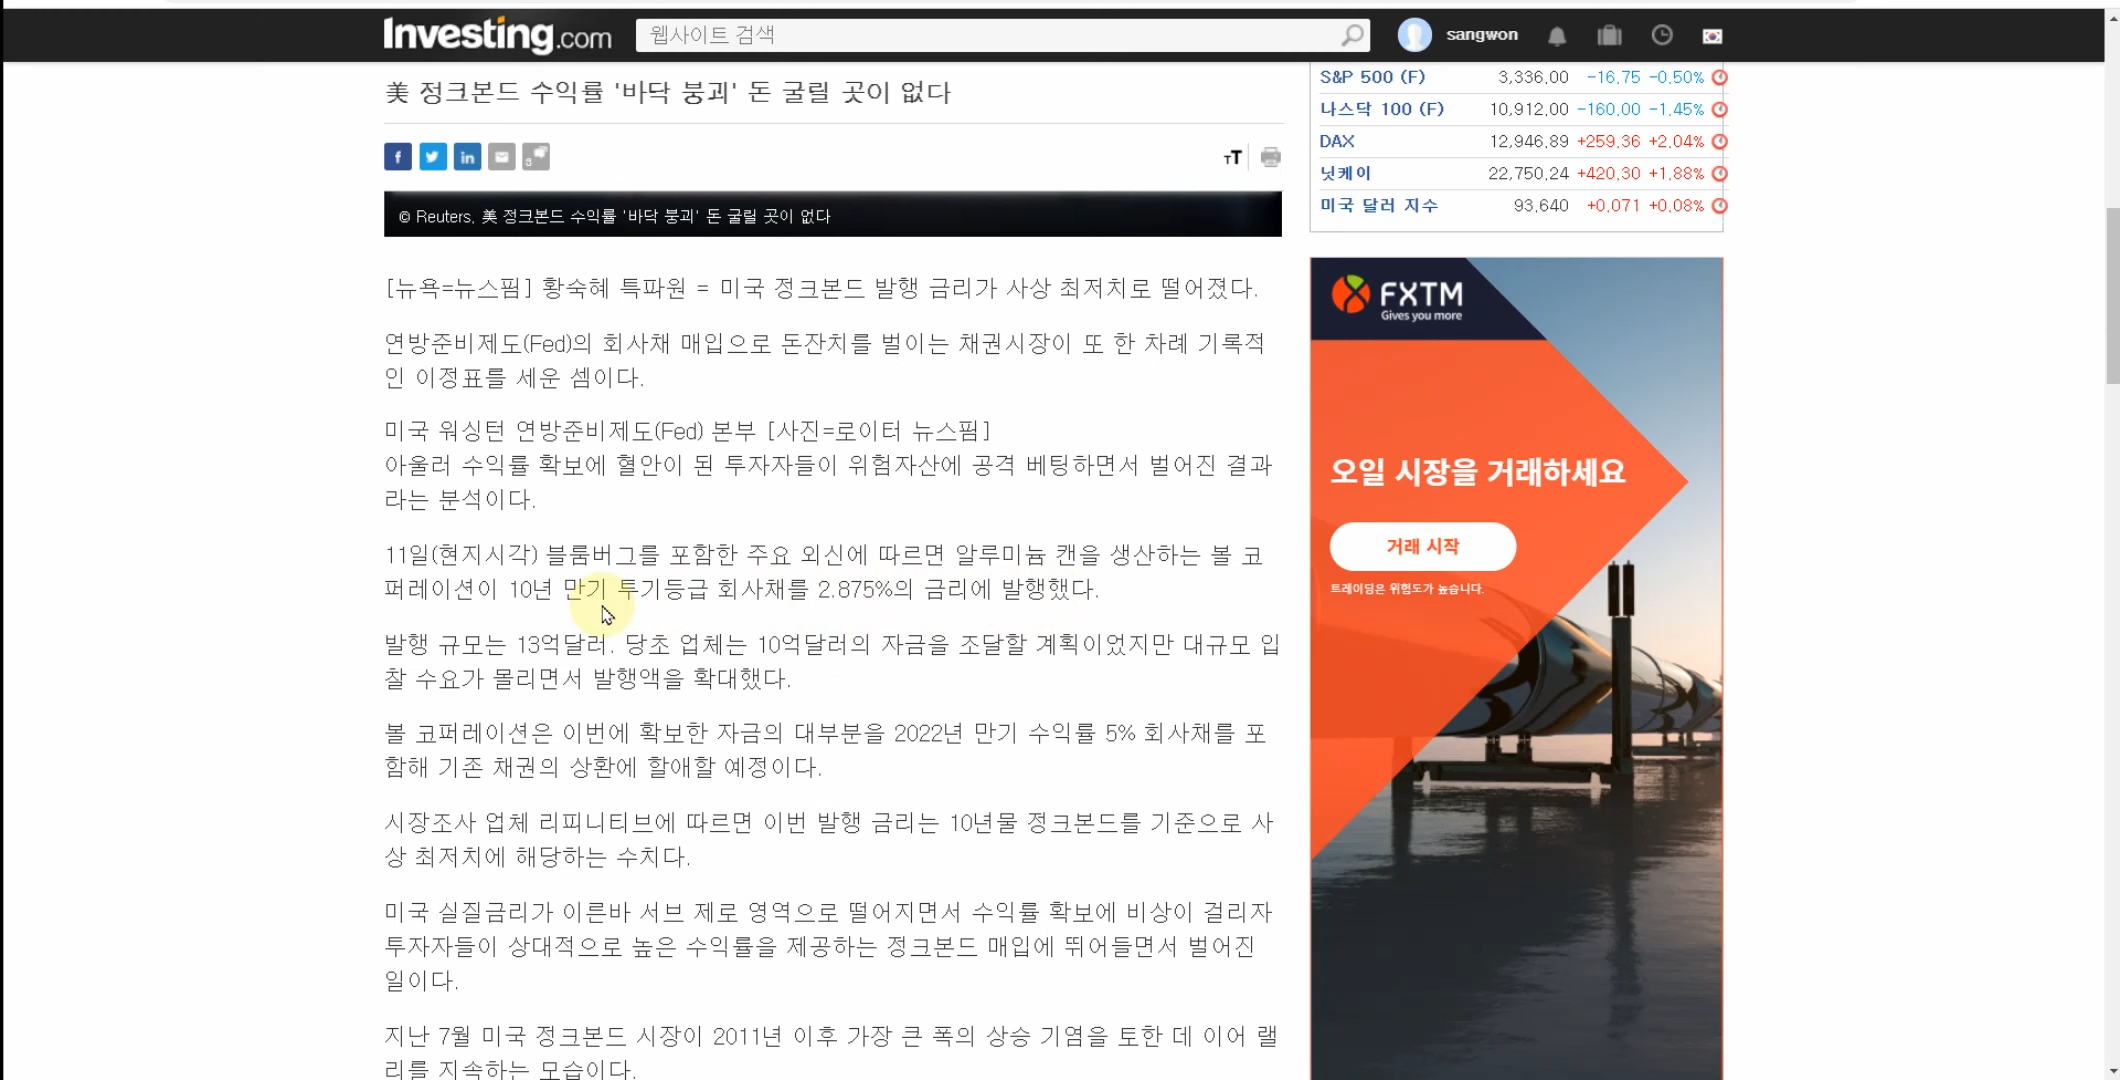 Investing.com
웹사이트 검색
sangwon
美 정크본드 수익률 '바닥 붕괴' 돈 굴릴 곳이 없다
3
TT
© Reuters. 美 정크본드 수익률 '바닥 붕괴' 돈 굴릴 곳이 없다
[뉴욕=뉴스핌] 황숙혜 특파원 = 미국 정크본드 발행 금리가 사상 최저치로 떨어졌다.
연방준비제도(Fed)의 회사채 매입으로 돈잔치를 벌이는 채권시장이 또 한 차례 기록적
인 이정표를 세운 셈이다.
미국 워싱턴 연방준비제도(Fed) 본부 [사진=로이터 뉴스핌]
아울러 수익률 확보에 혈안이 된 투자자들이 위험자산에 공격 베팅하면서 벌어진 결과
라는 분석이다.
11일(현지시각) 블룸버그를 포함한 주요 외신에 따르면 알루미늄 캔을 생산하는 볼 코
퍼레이션이 10년 만기 투기등급 회사채를 2.875%의 금리에 발행했다.
발행 규모는 13억달러. 당초 업체는 10억달러의 자금을 조달할 계획이었지만 대규모 입
찰 수요가 몰리면서 발행액을 확대했다.
볼 코퍼레이션은 이번에 확보한 자금의 대부분을 2022년 만기 수익률 5% 회사채를 포
함해 기존 채권의 상환에 할애할 예정이다.
시장조사 업체 리피니티브에 따르면 이번 발행 금리는 10년물 정크본드를 기준으로 사
상 최저치에 해당하는 수치다.
미국 실질금리가 이른바 서브 제로 영역으로 떨어지면서 수익률 확보에 비상이 걸리자
투자자들이 상대적으로 높은 수익률을 제공하는 정크본드 매입에 뛰어들면서 벌어진
일이다.
지난 7월 미국 정크본드 시장이 2011년 이후 가장 큰 폭의 상승 기염을 토한 데 이어 랠
리를 지속하는 모습이다.
S&P 500 (F) 3,336.00 -16.75 -0.50%
나스닥 100 (F) 10,912.00 -160.00 -1.45%
DAX 12,946.89 +259.36 +2.04%
닛케이 22,750.24 +420.30 +1.88%
미국 달러 지수 93.640 +0.071 +0.08%
FXTM
Gives you more
오일 시장을 거래하세요
거래 시작
트레이딩은 위험도가 높습니다.